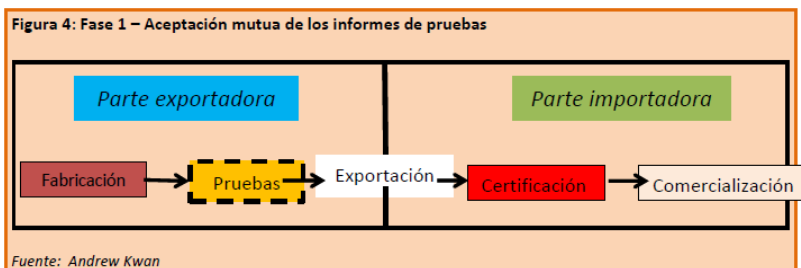 Figura 4: Fase 1 – Aceptación mutua de los informes de pruebas
Parte exportadora
Parte importadora
Fabricación
Pruebas
Exportación
Certificación
Comercialización
Fuente: Andrew Kwan